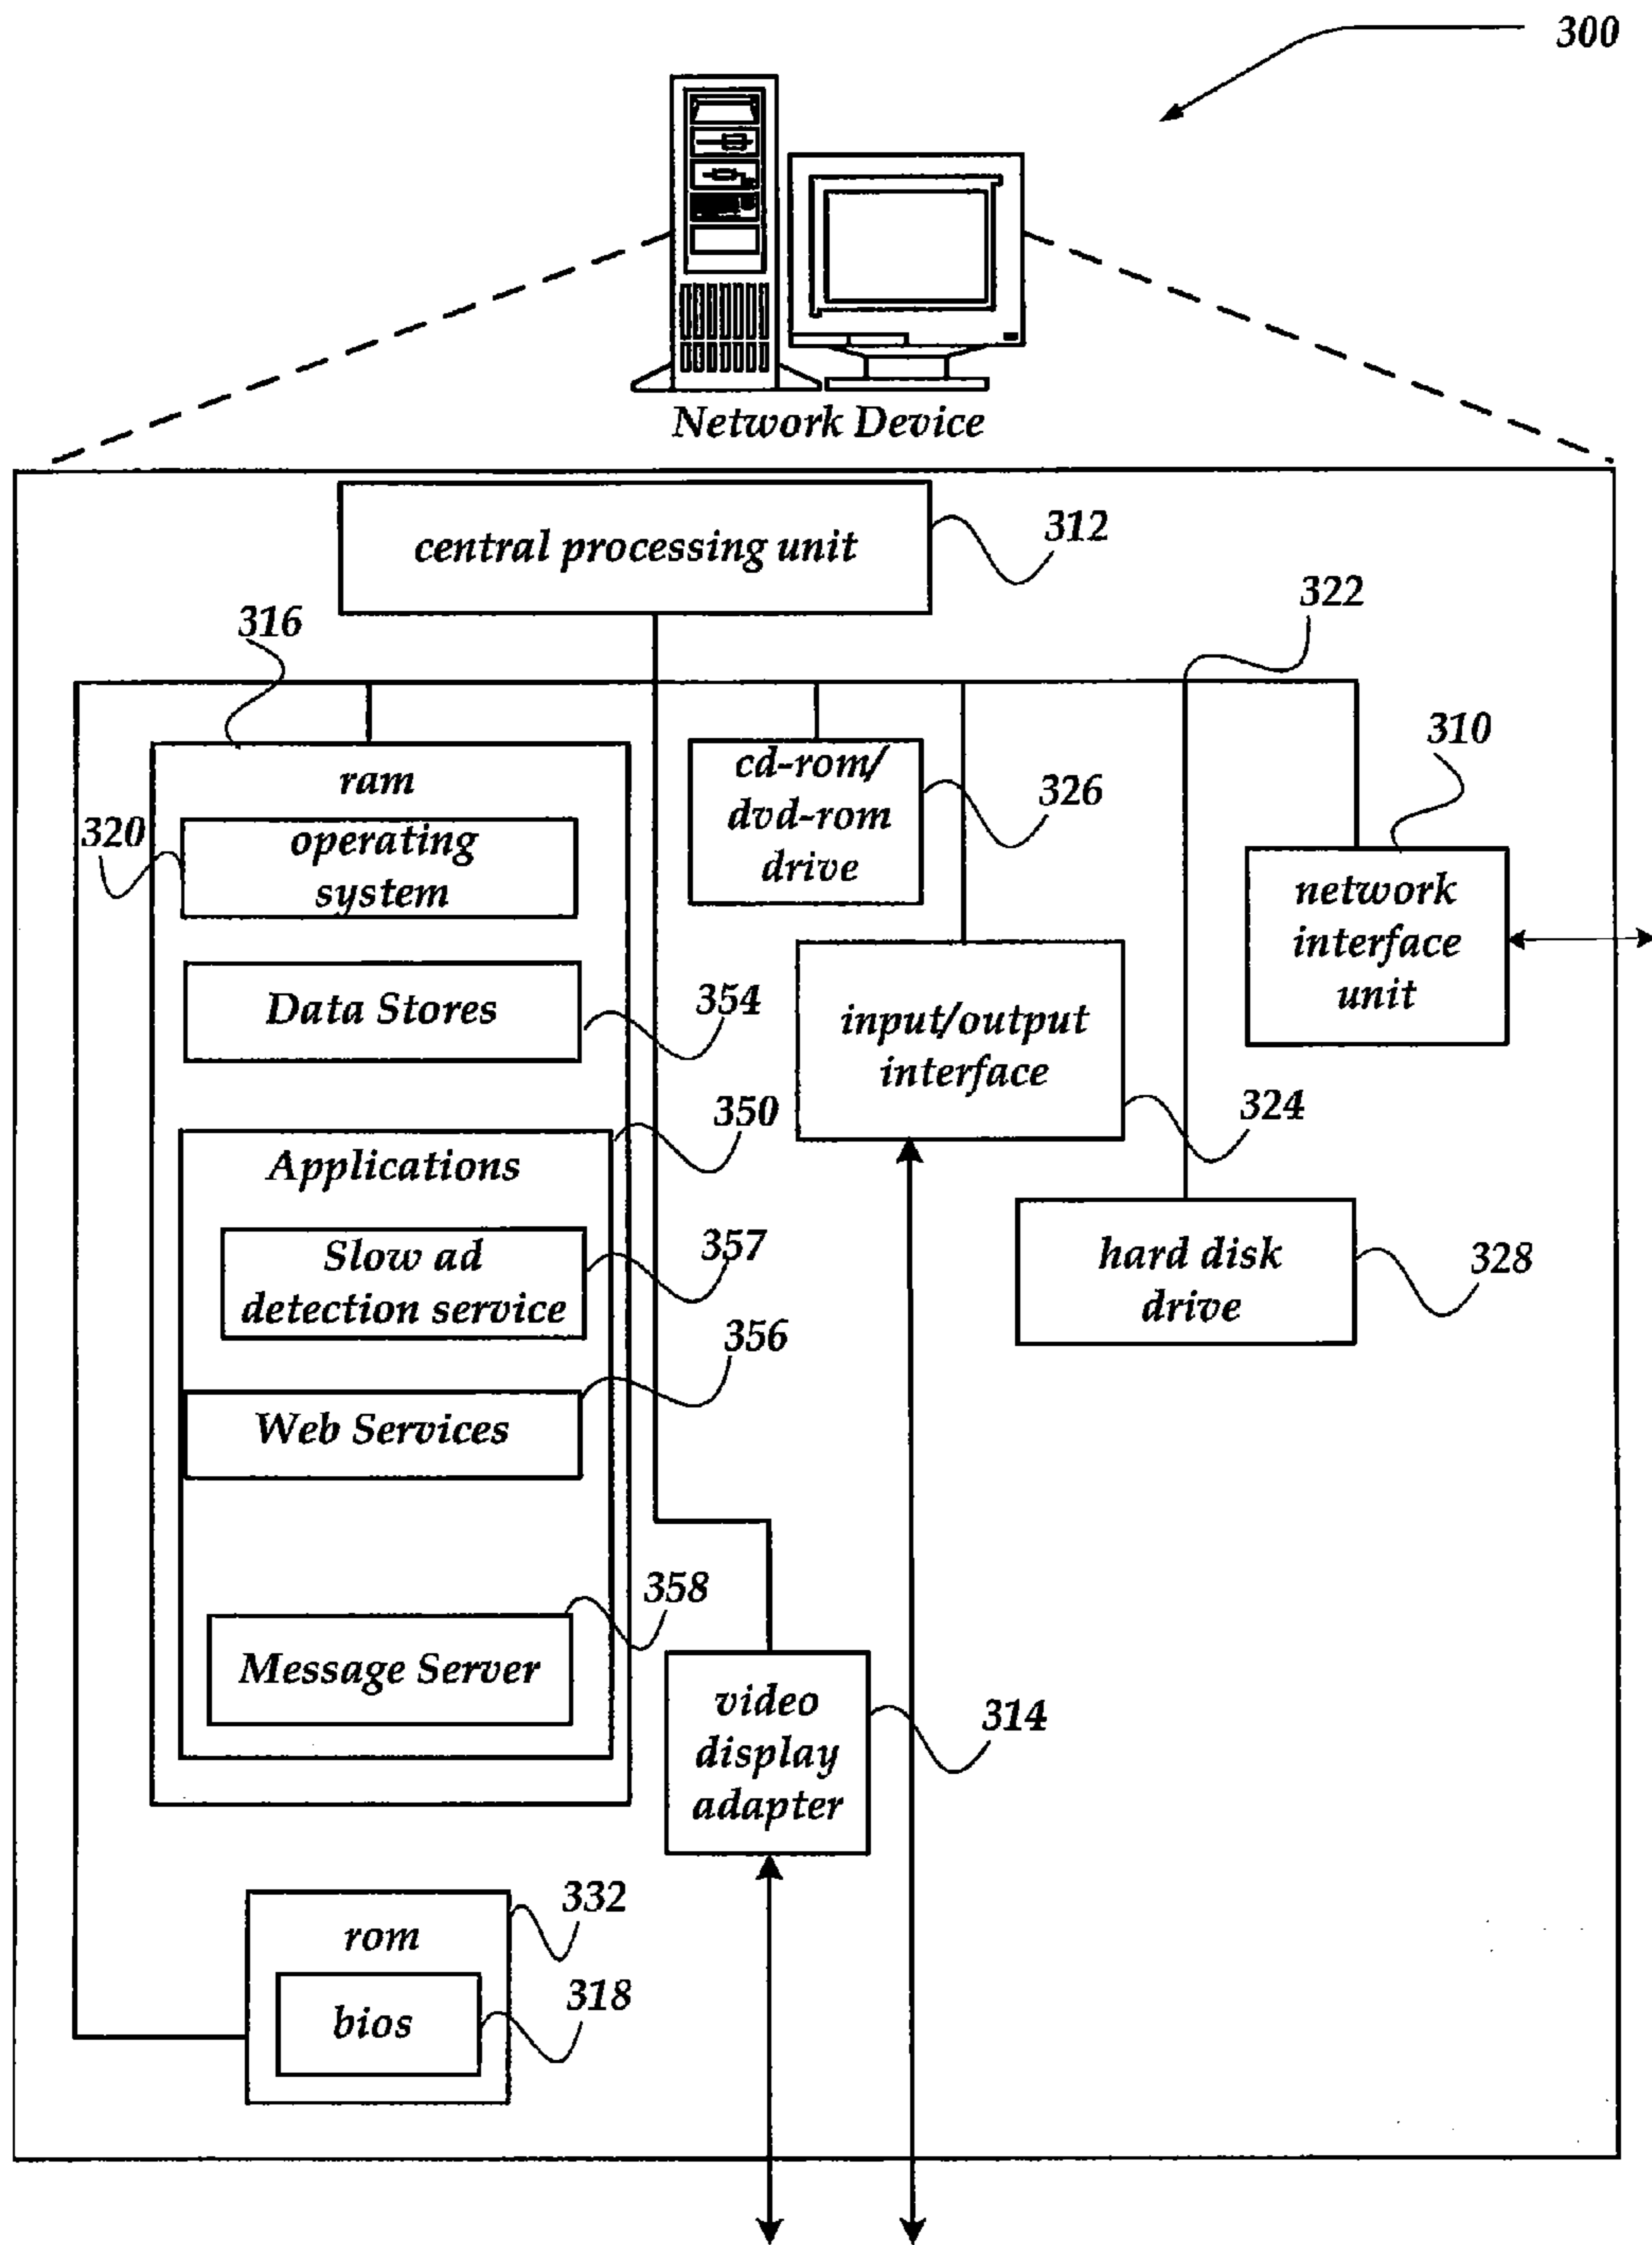 300
Network Device
central processing unit
312
322
316
310
ram
cd-rom/
dvd-rom
drive
326
320
operating
system
network
interface
unit
Data Stores
354
input/output
interface
350
324
Applications
Slow ad
detection service
357
hard disk
drive
328
356
Web Services
358
Message Server
video
display
adapter
314
332
rom
318
bios